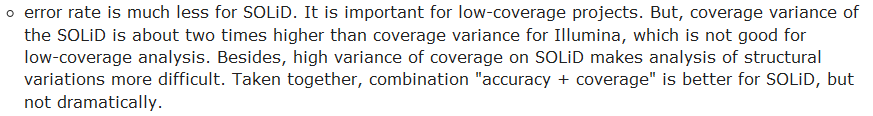 ○ error rate is much less for SOLiD. It is important for low-coverage projects. But, coverage variance of
the SOLiD is about two times higher than coverage variance for Illumina, which is not good for
low-coverage analysis. Besides, high variance of coverage on SOLiD makes analysis of structural
variations more difficult. Taken together, combination "accuracy + coverage" is better for SOLiD, but
not dramatically.